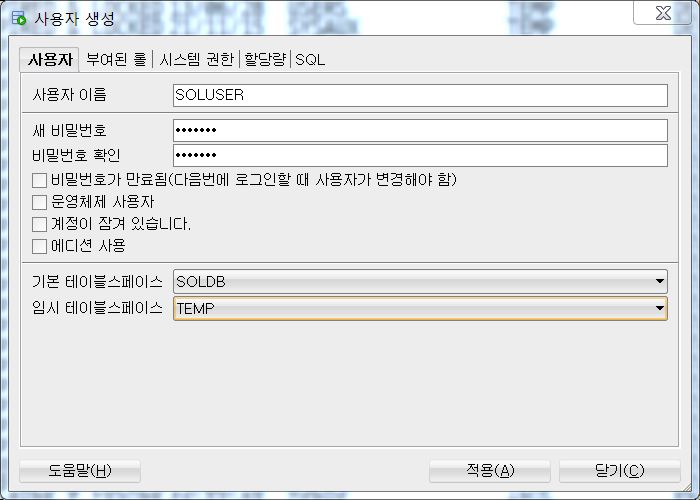 사용자 생성
사용자 부여된 롤 시스템 권한 할당량 SQL
사용자 이름 SOLUSER
새 비밀번호 •••••••
비밀번호 확인 •••••••
비밀번호가 만료됨(다음번에 로그인할 때 사용자가 변경해야 함)
운영체제 사용자
계정이 잠겨 있습니다.
에디션 사용
기본 테이블스페이스 SOLDB
임시 테이블스페이스 TEMP
도움말(H) 적용(A) 닫기(C)